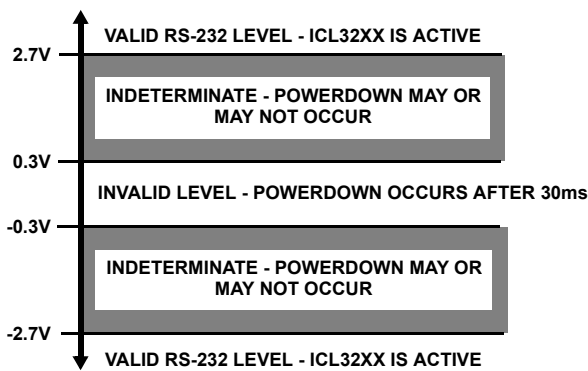 VALID RS-232 LEVEL - ICL32XX IS ACTIVE
2.7V
INDETERMINATE - POWERDOWN MAY OR
MAY NOT OCCUR
0.3V
INVALID LEVEL - POWERDOWN OCCURS AFTER 30ms
-0.3V
INDETERMINATE - POWERDOWN MAY OR
MAY NOT OCCUR
-2.7V
VALID RS-232 LEVEL - ICL32XX IS ACTIVE